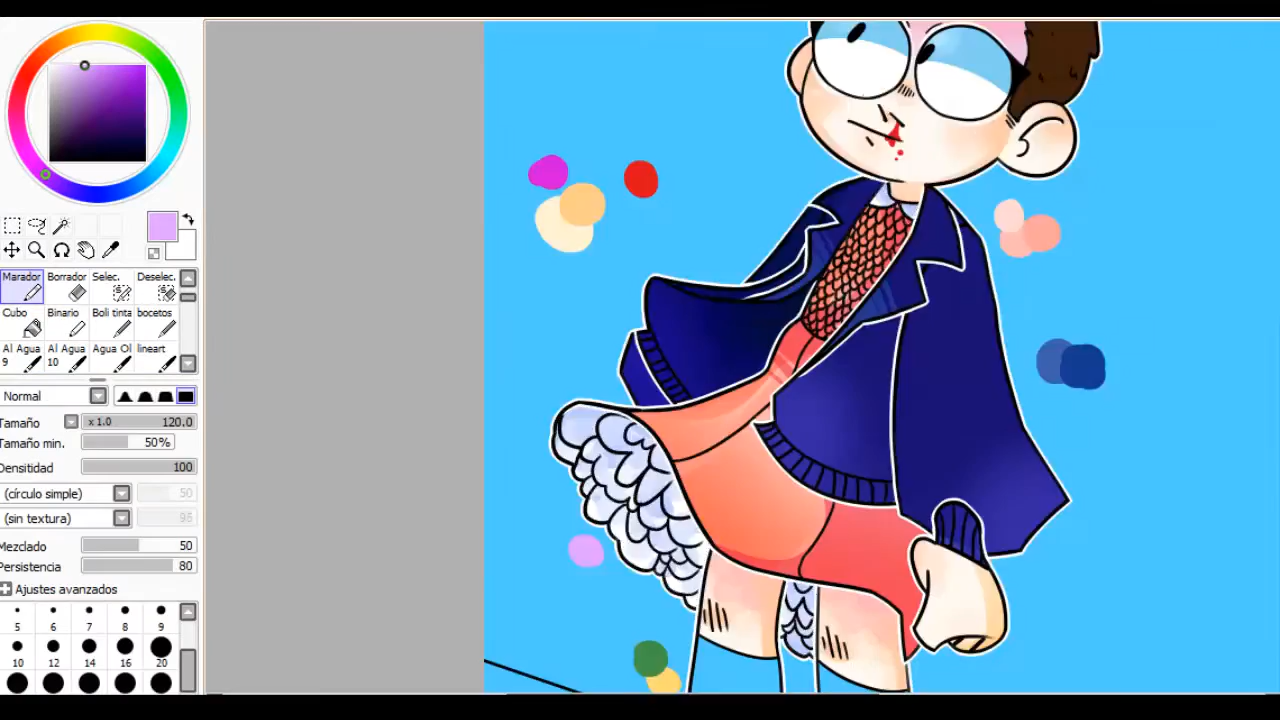 Marador Borrador Selec. Deselec.
Cubo Binario Boli tinta bocetos
Al Agua Al Agua Agua Ol lineart
9 10
Normal
Tamaño x 1.0 120.0
Tamaño min. 50%
Densitidad 100
(círculo simple) 50
(sin textura) 95
Mezclado 50
Persistencia 80
Ajustes avanzados
5 6 7 8 9
10 12 14 16 20